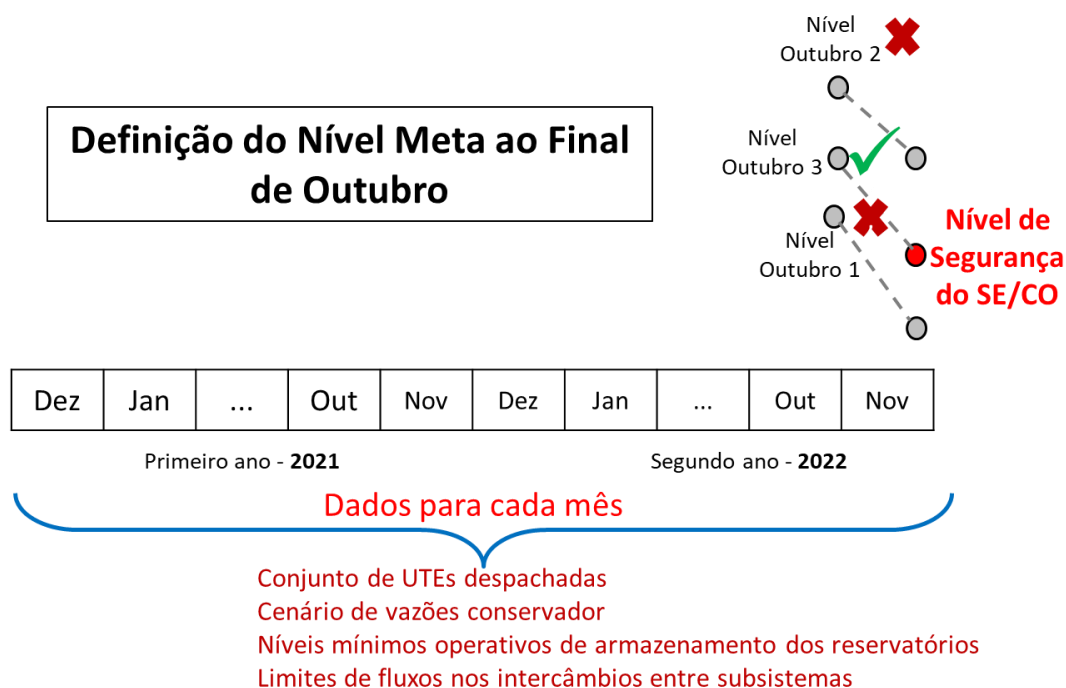 Nível
Outubro 2
Definição do Nível Meta ao Final
de Outubro
Nível
Outubro 3
Nível
Outubro 1
Nível de
Segurança
do SE/CO
Dez Jan ... Out Nov Dez Jan ... Out Nov
Primeiro ano - 2021 Segundo ano - 2022
Dados para cada mês
Conjunto de UTEs despachadas
Cenário de vazões conservador
Níveis mínimos operativos de armazenamento dos reservatórios
Limites de fluxos nos intercâmbios entre subsistemas